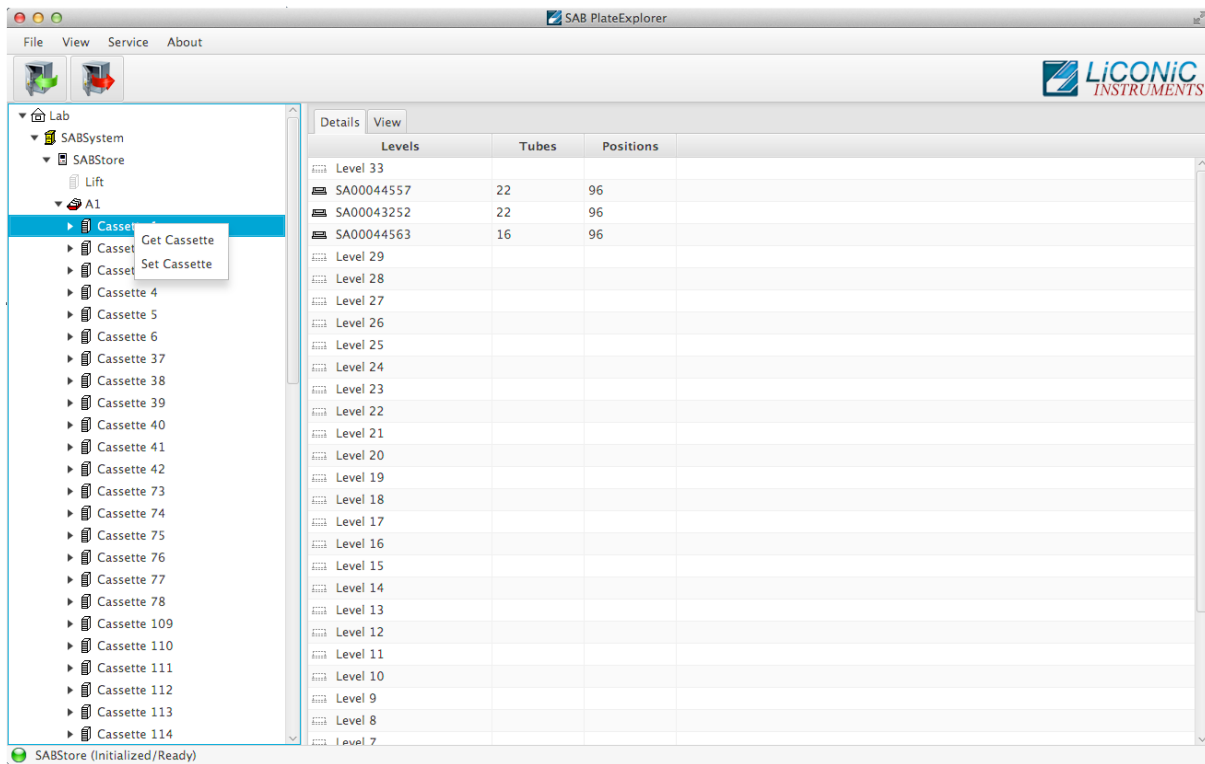 SAB PlateExplorer
File View Service About
LiCONiC
INSTRUMENTS
Lab
SABSystem
SABStore
Lift
A1
Cassette
Get Cassette
Set Cassette
Cassette 4
Cassette 5
Cassette 6
Cassette 37
Cassette 38
Cassette 39
Cassette 40
Cassette 41
Cassette 42
Cassette 73
Cassette 74
Cassette 75
Cassette 76
Cassette 77
Cassette 78
Cassette 109
Cassette 110
Cassette 111
Cassette 112
Cassette 113
Cassette 114
Details View
Levels Tubes Positions
Level 33
SA00044557 22 96
SA00043252 22 96
SA00044563 16 96
Level 29
Level 28
Level 27
Level 26
Level 25
Level 24
Level 23
Level 22
Level 21
Level 20
Level 19
Level 18
Level 17
Level 16
Level 15
Level 14
Level 13
Level 12
Level 11
Level 10
Level 9
Level 8
Level 7
SABStore (Initialized/Ready)